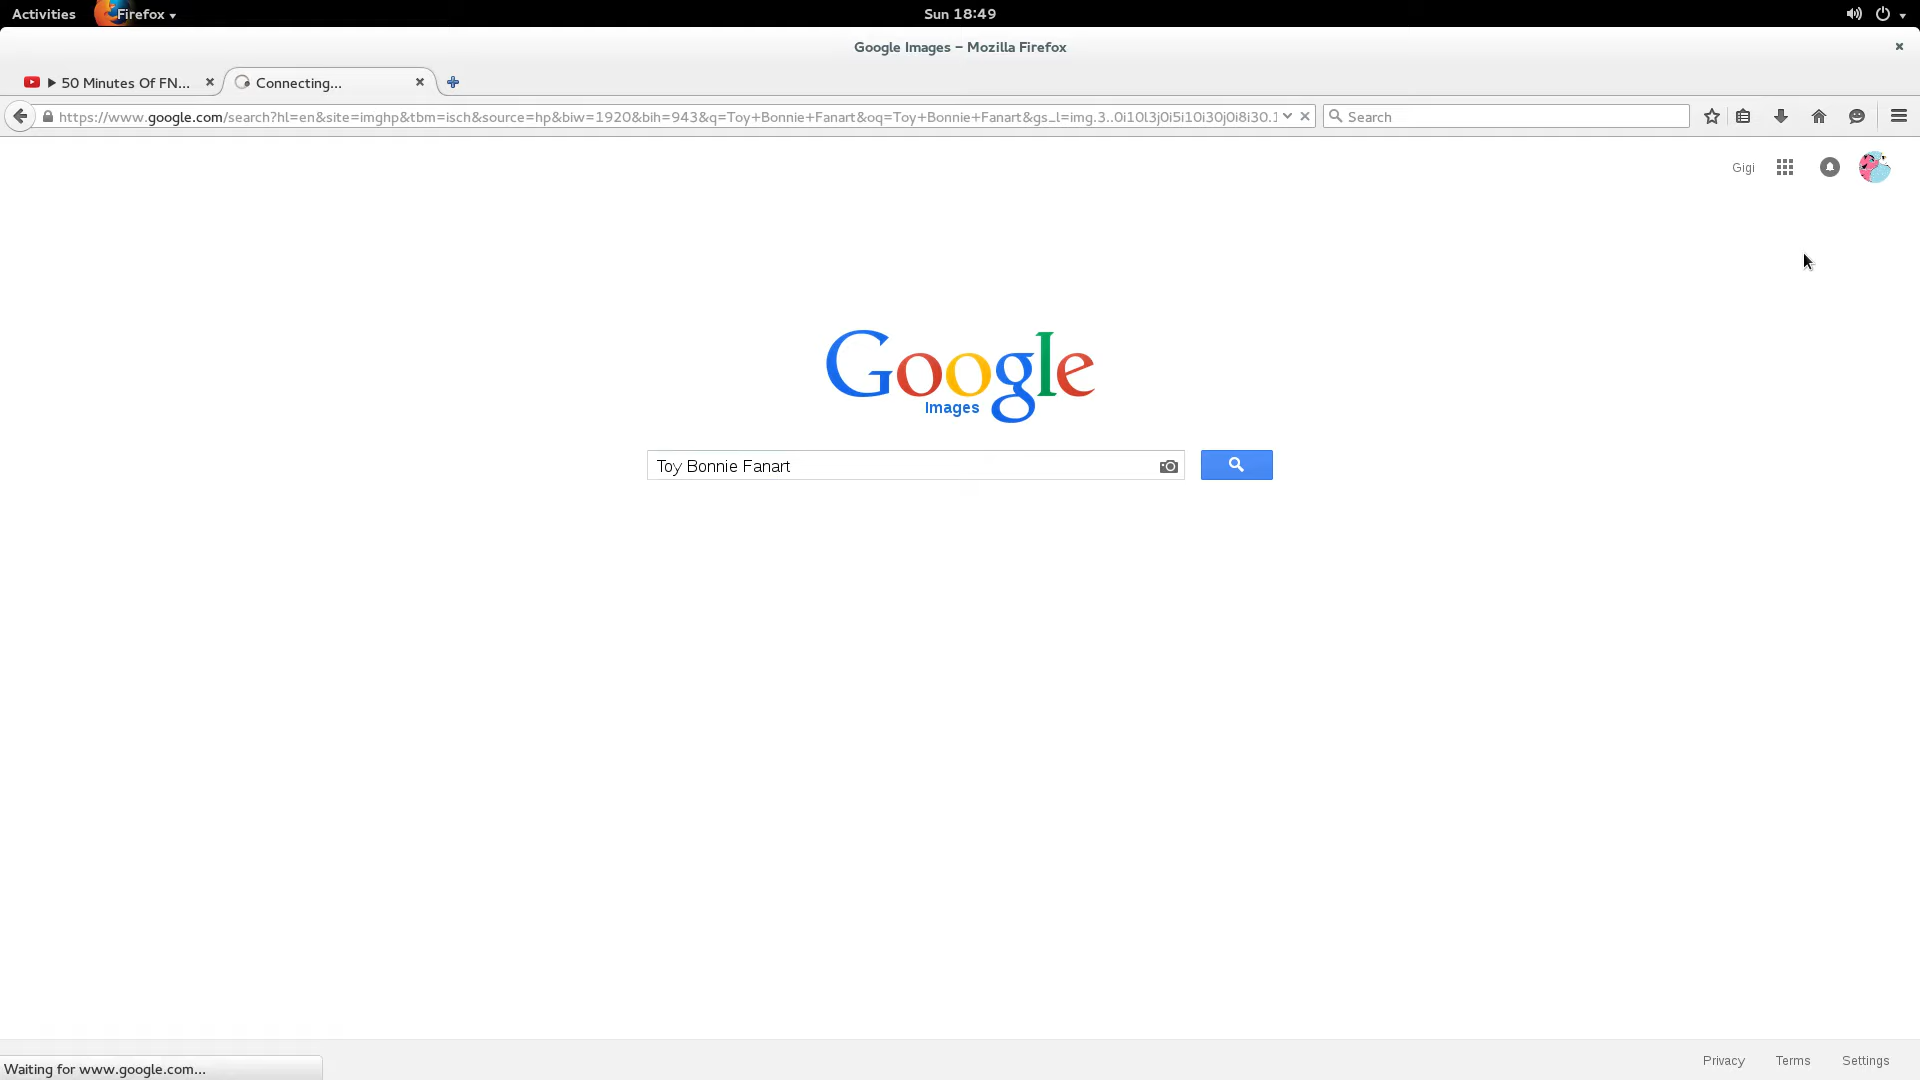 Activities Firefox Sun 18:49
Google Images – Mozilla Firefox
50 Minutes Of FN... Connecting...
https://www.google.com/search?hl=en&site=imghp&tbm=isch&source=hp&biw=1920&bih=943&q=Toy+Bonnie+Fanart&oq=Toy+Bonnie+Fanart&gs_l=img.3..0i10l3j0i5i10i30j0i8i30.1 Search
Gigi
Google
Images
Toy Bonnie Fanart
Privacy Terms Settings
Waiting for www.google.com...